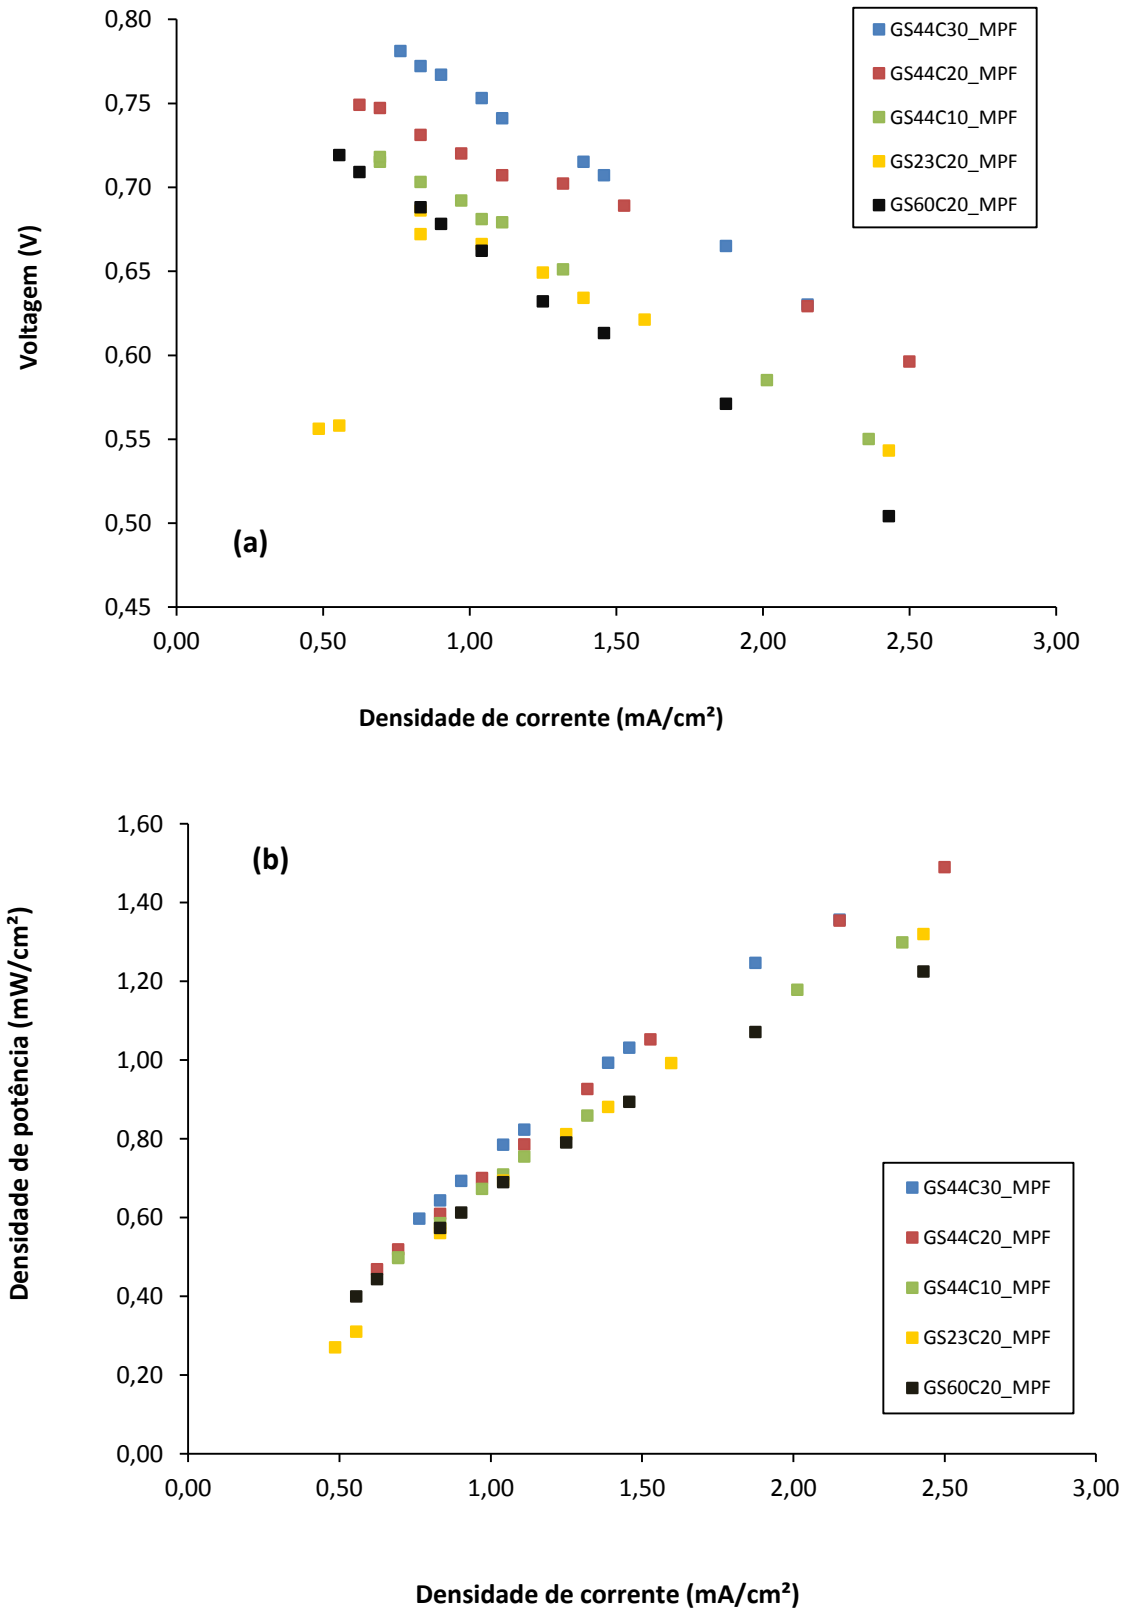 0,80
0,75
0,70
0,65
0,60
0,55
0,50
0,45
Voltagem (V)
GS44C30_MPF
GS44C20_MPF
GS44C10_MPF
GS23C20_MPF
GS60C20_MPF
(a)
0,00 0,50 1,00 1,50 2,00 2,50 3,00
Densidade de corrente (mA/cm²)
1,60
1,40
1,20
1,00
0,80
0,60
0,40
0,20
0,00
Densidade de potência (mW/cm²)
(b)
GS44C30_MPF
GS44C20_MPF
GS44C10_MPF
GS23C20_MPF
GS60C20_MPF
0,00 0,50 1,00 1,50 2,00 2,50 3,00
Densidade de corrente (mA/cm²)